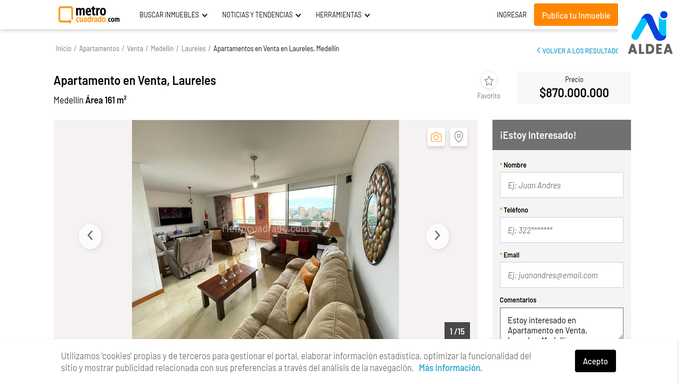 metro
cuadrado.com
BUSCAR INMUEBLES
NOTICIAS Y TENDENCIAS
HERRAMIENTAS
INGRESAR
Publica tu Inmueble
ALDEA
Inicio / Apartamentos / Venta / Medellín / Laureles / Apartamentos en Venta en Laureles, Medellín
VOLVER A LOS RESULTAD
Apartamento en Venta, Laureles
Medellín Área 161 m²
Favorito
Precio
$870.000.000
metrocuadrado.com
1 /15
¡Estoy Interesado!
* Nombre
Ej: Juan Andres
* Teléfono
Ej: 322*******
* Email
Ej: juanandres@email.com
Comentarios
Estoy interesado en
Apartamento en Venta,
Utilizamos 'cookies' propias y de terceros para gestionar el portal, elaborar información estadística, optimizar la funcionalidad del
sitio y mostrar publicidad relacionada con sus preferencias a través del análisis de la navegación. Más información.
Acepto